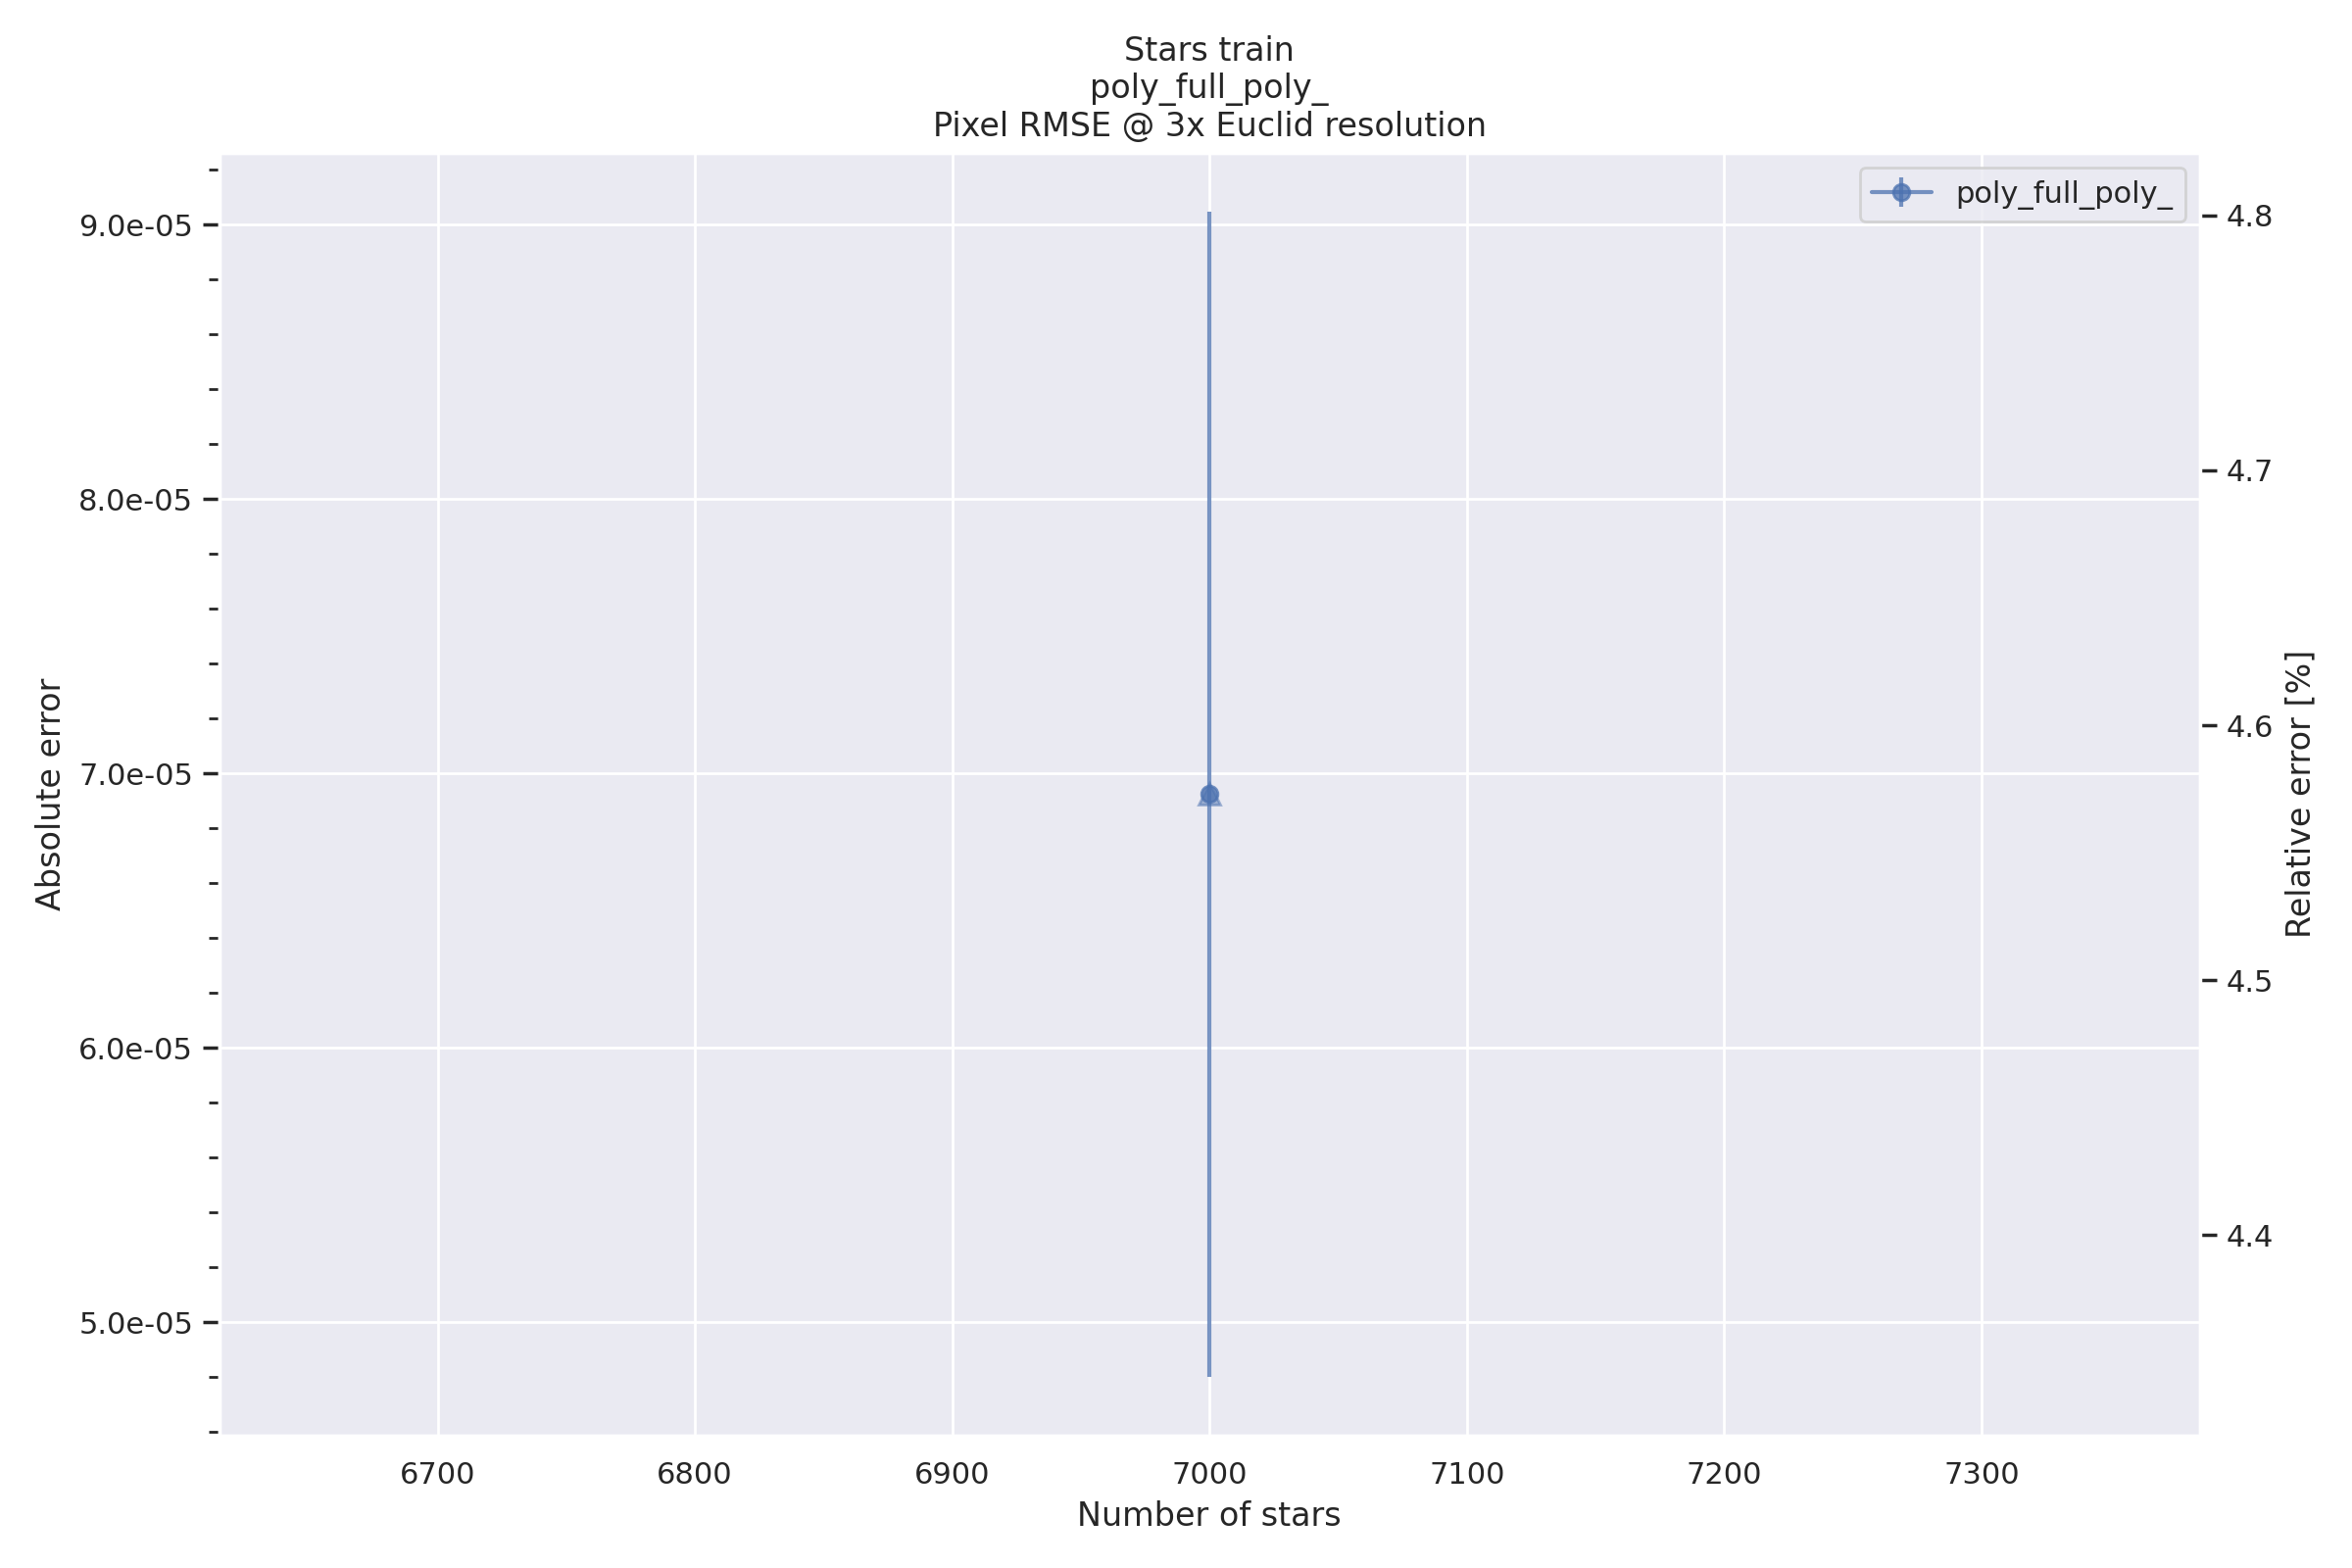 Stars train
poly_full_poly_
Pixel RMSE @ 3x Euclid resolution
poly_full_poly_
9.0e-05
8.0e-05
7.0e-05
6.0e-05
5.0e-05
Absolute error
4.8
4.7
4.6
4.5
4.4
Relative error [%]
6700 6800 6900 7000 7100 7200 7300
Number of stars